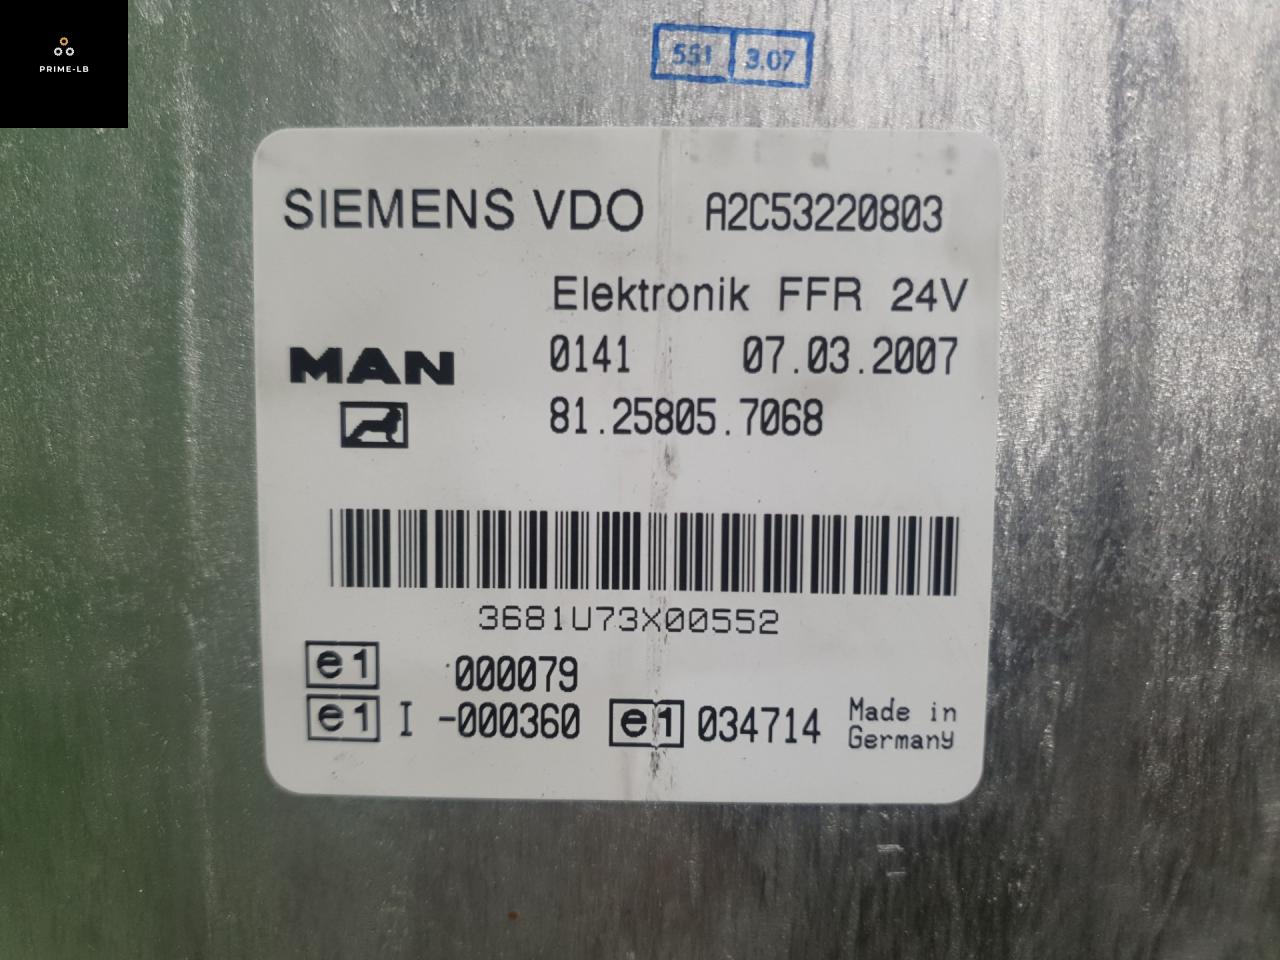 PRIME-LB
551 3.07
SIEMENS VDO A2C53220803
Elektronik FFR 24V
MAN 0141 07.03.2007
81.25805.7068
3681U73X00552
e1 000079
e1 I -000360 e1 034714 Made in
Germany